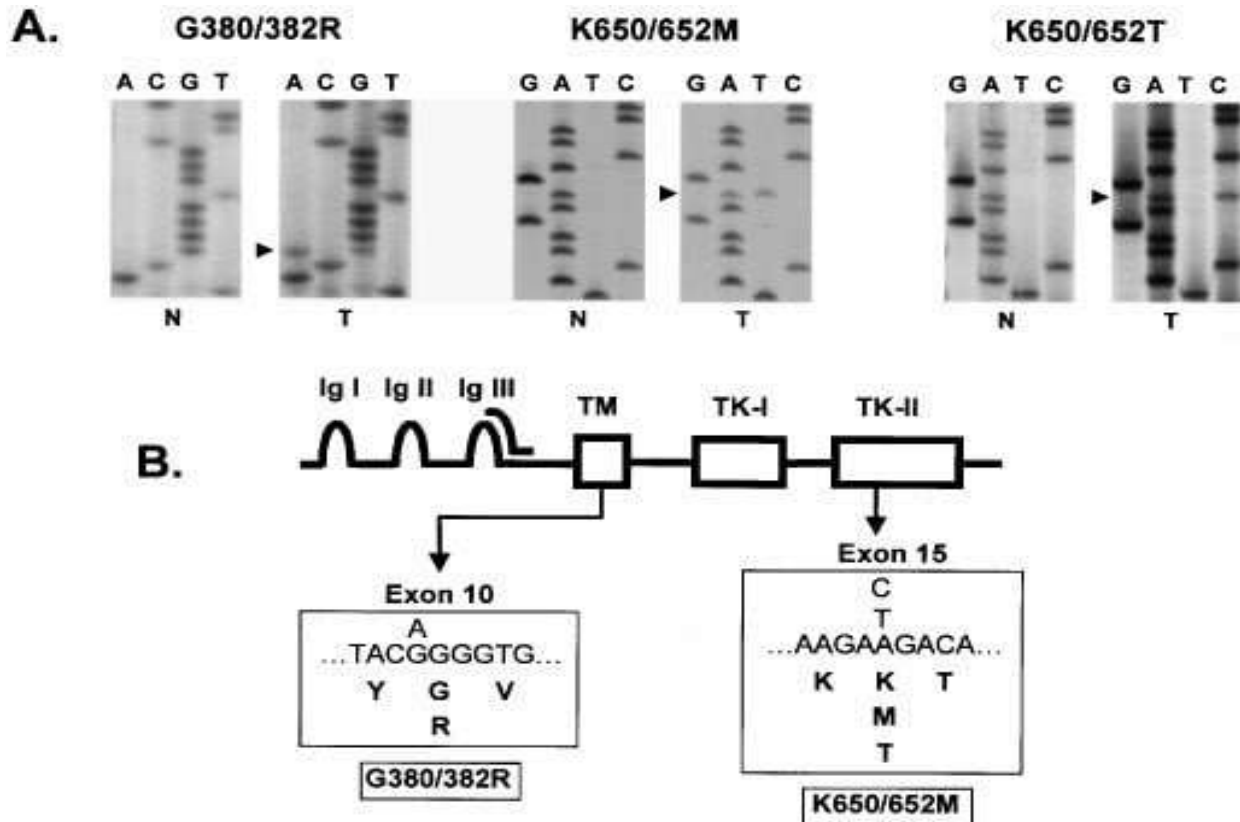 A.
G380/382R K650/652M K650/652T
A C G T A C G T G A T C G A T C G A T C G A T C
N T N T N T
B.
Ig I Ig II Ig III TM TK-I TK-II
Exon 10
A
...TACGGGGTG...
Y G V
R
G380/382R
Exon 15
C
T
...AAGAAGACA...
K K T
M
T
K650/652M